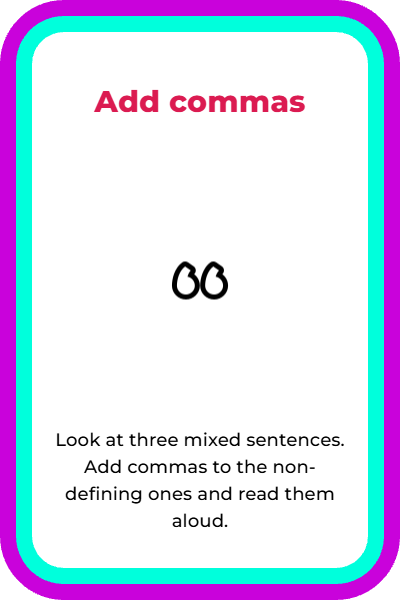 Add commas
Look at three mixed sentences.
Add commas to the non-
defining ones and read them
aloud.